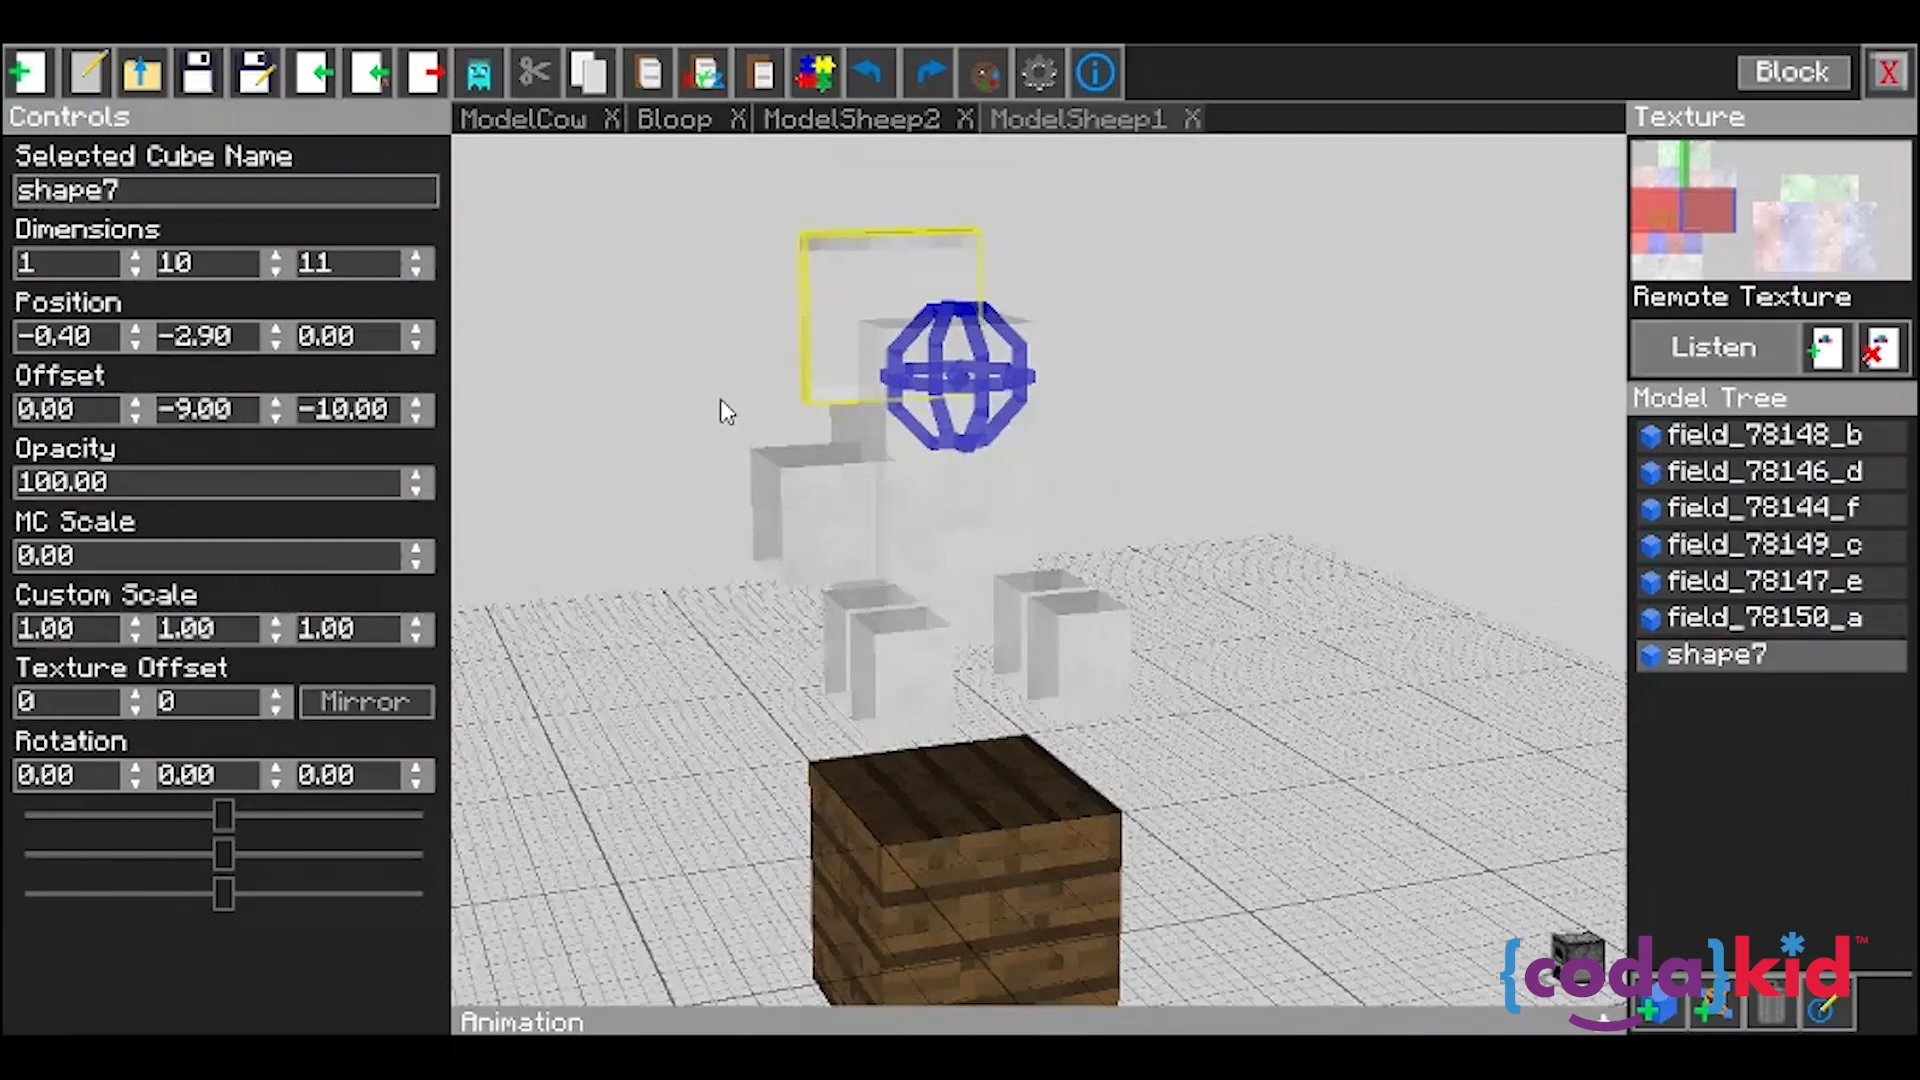 Block X
Controls
ModelCow X Bloop X ModelSheep2 X ModelSheep1 X
Texture
Selected Cube Name
shape7
Dimensions
1 10 11
Position
-0.40 -2.90 0.00
Offset
0.00 -9.00 -10.00
Opacity
100.00
MC Scale
0.00
Custom Scale
1.00 1.00 1.00
Texture Offset
0 0 Mirror
Rotation
0.00 0.00 0.00
Remote Texture
Listen
Model Tree
field_78148_b
field_78146_d
field_78144_f
field_78149_c
field_78147_e
field_78150_a
shape7
{coda}kid™
Animation